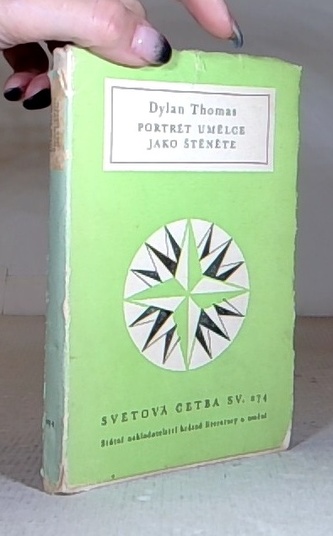 Dylan Thomas
PORTRÉT UMĚLCE
JAKO ŠTĚNĚTE
SVĚTOVÁ ČETBA SV. 274
Státní nakladatelství krásné literatury a umění